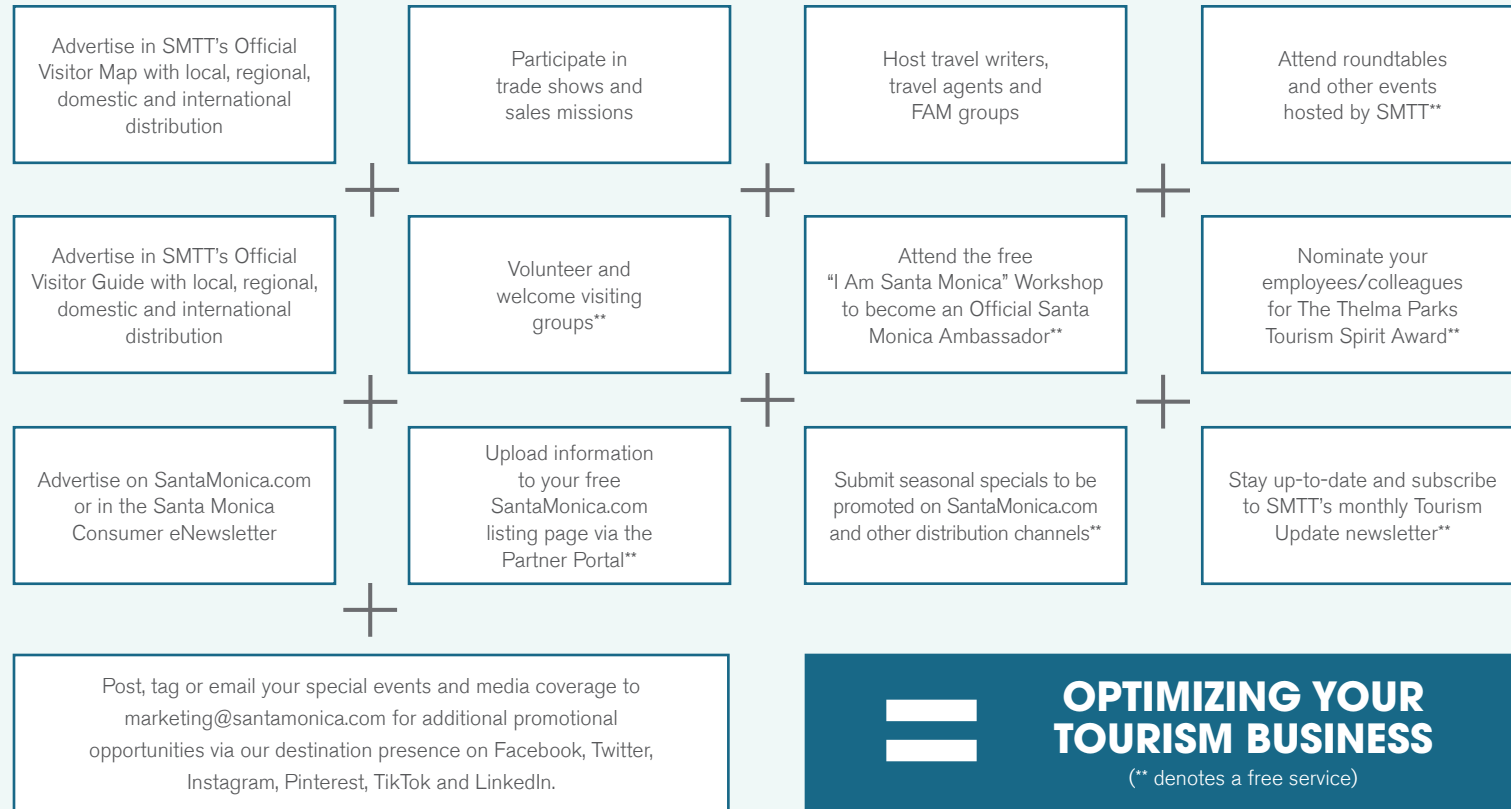 Advertise in SMTT's Official
Visitor Map with local, regional,
domestic and international
distribution
Participate in
trade shows and
sales missions
Host travel writers,
travel agents and
FAM groups
Attend roundtables
and other events
hosted by SMTT**
Advertise in SMTT's Official
Visitor Guide with local, regional,
domestic and international
distribution
Volunteer and
welcome visiting
groups**
Attend the free
“I Am Santa Monica” Workshop
to become an Official Santa
Monica Ambassador**
Nominate your
employees/colleagues
for The Thelma Parks
Tourism Spirit Award**
Advertise on SantaMonica.com
or in the Santa Monica
Consumer eNewsletter
Upload information
to your free
SantaMonica.com
listing page via the
Partner Portal**
Submit seasonal specials to be
promoted on SantaMonica.com
and other distribution channels**
Stay up-to-date and subscribe
to SMTT's monthly Tourism
Update newsletter**
Post, tag or email your special events and media coverage to
marketing@santamonica.com for additional promotional
opportunities via our destination presence on Facebook, Twitter,
Instagram, Pinterest, TikTok and LinkedIn.
OPTIMIZING YOUR
TOURISM BUSINESS
(** denotes a free service)